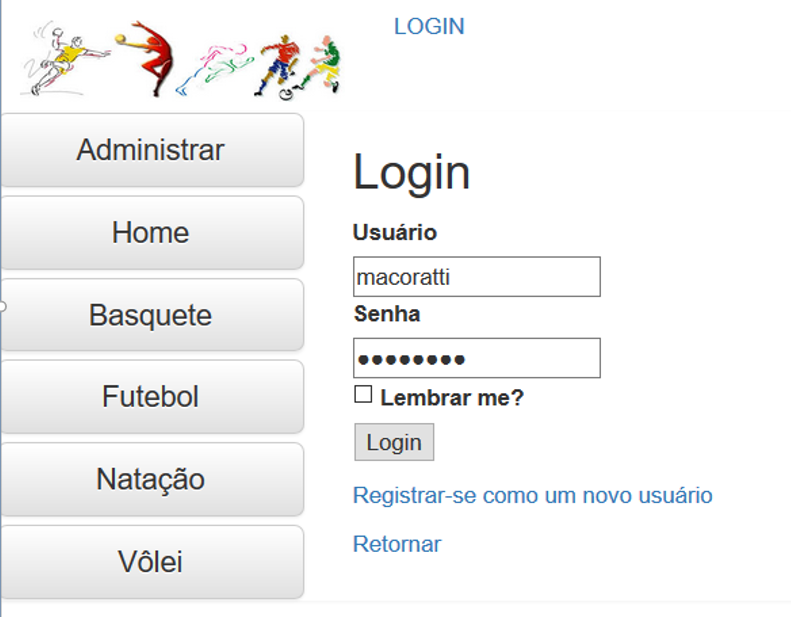 LOGIN
Administrar
Home
Basquete
Futebol
Natação
Vôlei
Login
Usuário
macoratti
Senha
●●●●●●●●
Lembrar me?
Login
Registrar-se como um novo usuário
Retornar